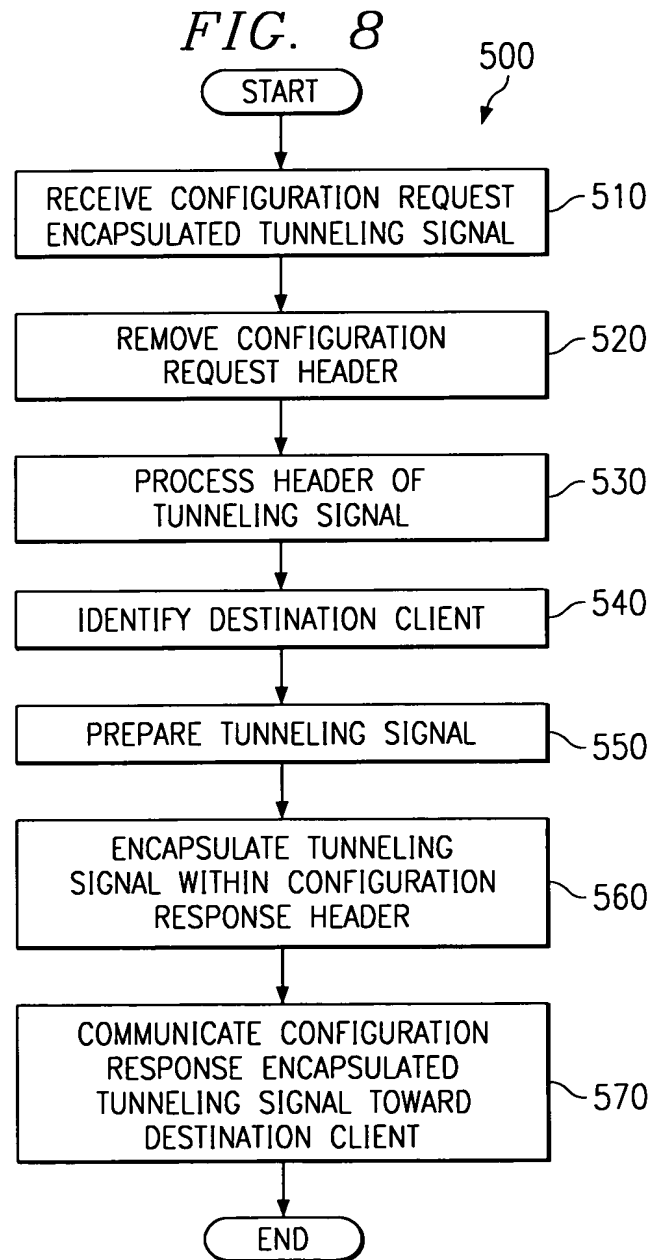 FIG. 8
500
START
RECEIVE CONFIGURATION REQUEST
ENCAPSULATED TUNNELING SIGNAL
510
REMOVE CONFIGURATION
REQUEST HEADER
520
PROCESS HEADER OF
TUNNELING SIGNAL
530
IDENTIFY DESTINATION CLIENT
540
PREPARE TUNNELING SIGNAL
550
ENCAPSULATE TUNNELING
SIGNAL WITHIN CONFIGURATION
RESPONSE HEADER
560
COMMUNICATE CONFIGURATION
RESPONSE ENCAPSULATED
TUNNELING SIGNAL TOWARD
DESTINATION CLIENT
570
END